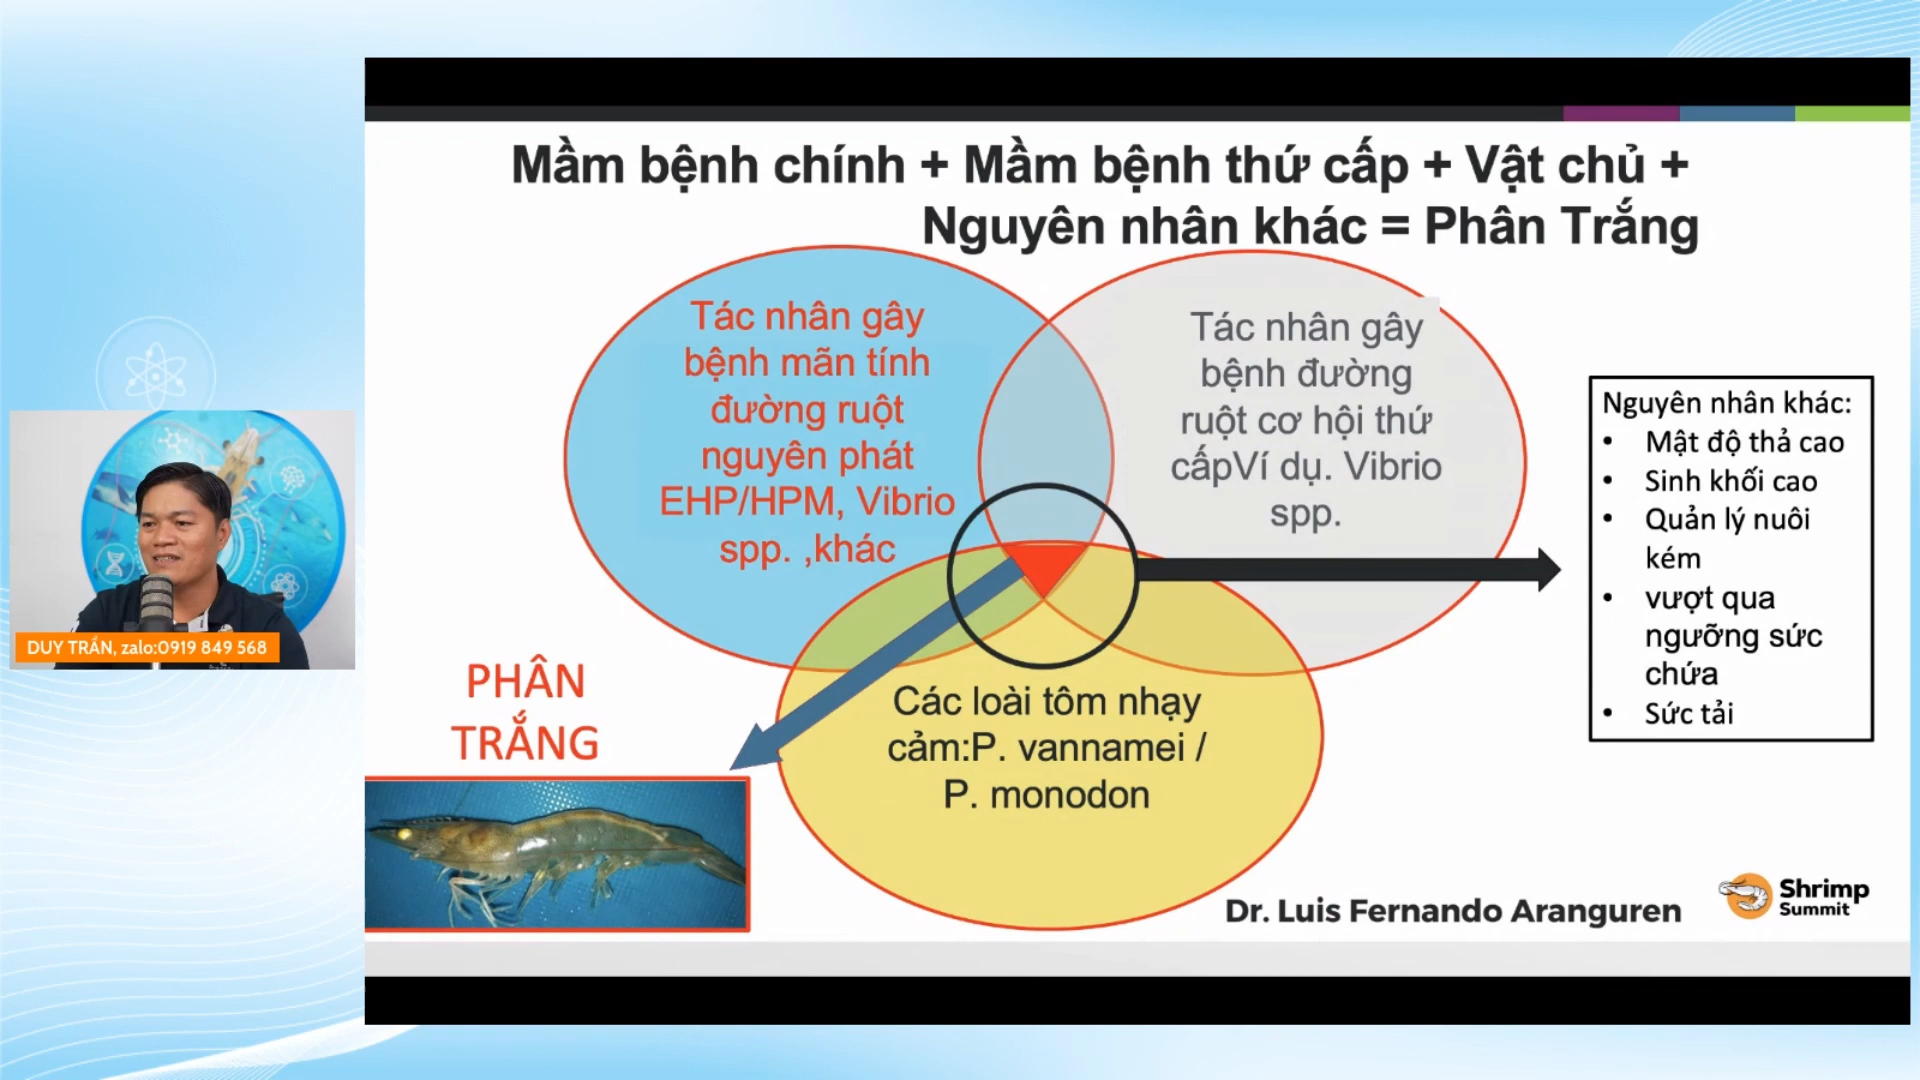 Mầm bệnh chính + Mầm bệnh thứ cấp + Vật chủ +
Nguyên nhân khác = Phân Trắng
Tác nhân gây
bệnh mãn tính
đường ruột
nguyên phát
EHP/HPM, Vibrio
spp. ,khác
Tác nhân gây
bệnh đường
ruột cơ hội thứ
cấpVí dụ. Vibrio
spp.
Nguyên nhân khác:
• Mật độ thả cao
• Sinh khối cao
• Quản lý nuôi
kém
• vượt qua
ngưỡng sức
chứa
• Sức tải
DUY TRẦN, zalo:0919 849 568
PHÂN
TRẮNG
Các loài tôm nhạy
cảm:P. vannamei /
P. monodon
Dr. Luis Fernando Aranguren
Shrimp
Summit